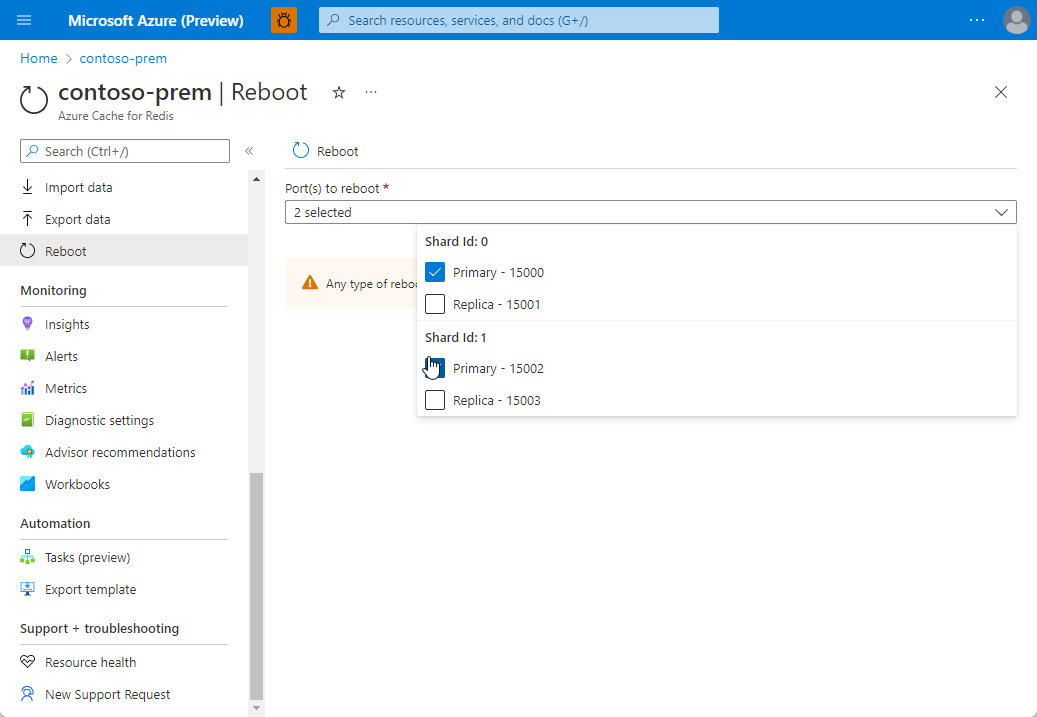 Microsoft Azure (Preview)
Search resources, services, and docs (G+/)
Home
contoso-prem
contoso-prem | Reboot
Azure Cache for Redis
Search (Ctrl+/)
Import data
Export data
Reboot
Monitoring
Insights
Alerts
Metrics
Diagnostic settings
Advisor recommendations
Workbooks
Automation
Tasks (preview)
Export template
Support + troubleshooting
Resource health
New Support Request
Reboot
Port(s) to reboot *
2 selected
Any type of
Shard Id: 0
Primary - 15000
Replica - 15001
Shard Id: 1
Primary - 15002
Replica - 15003